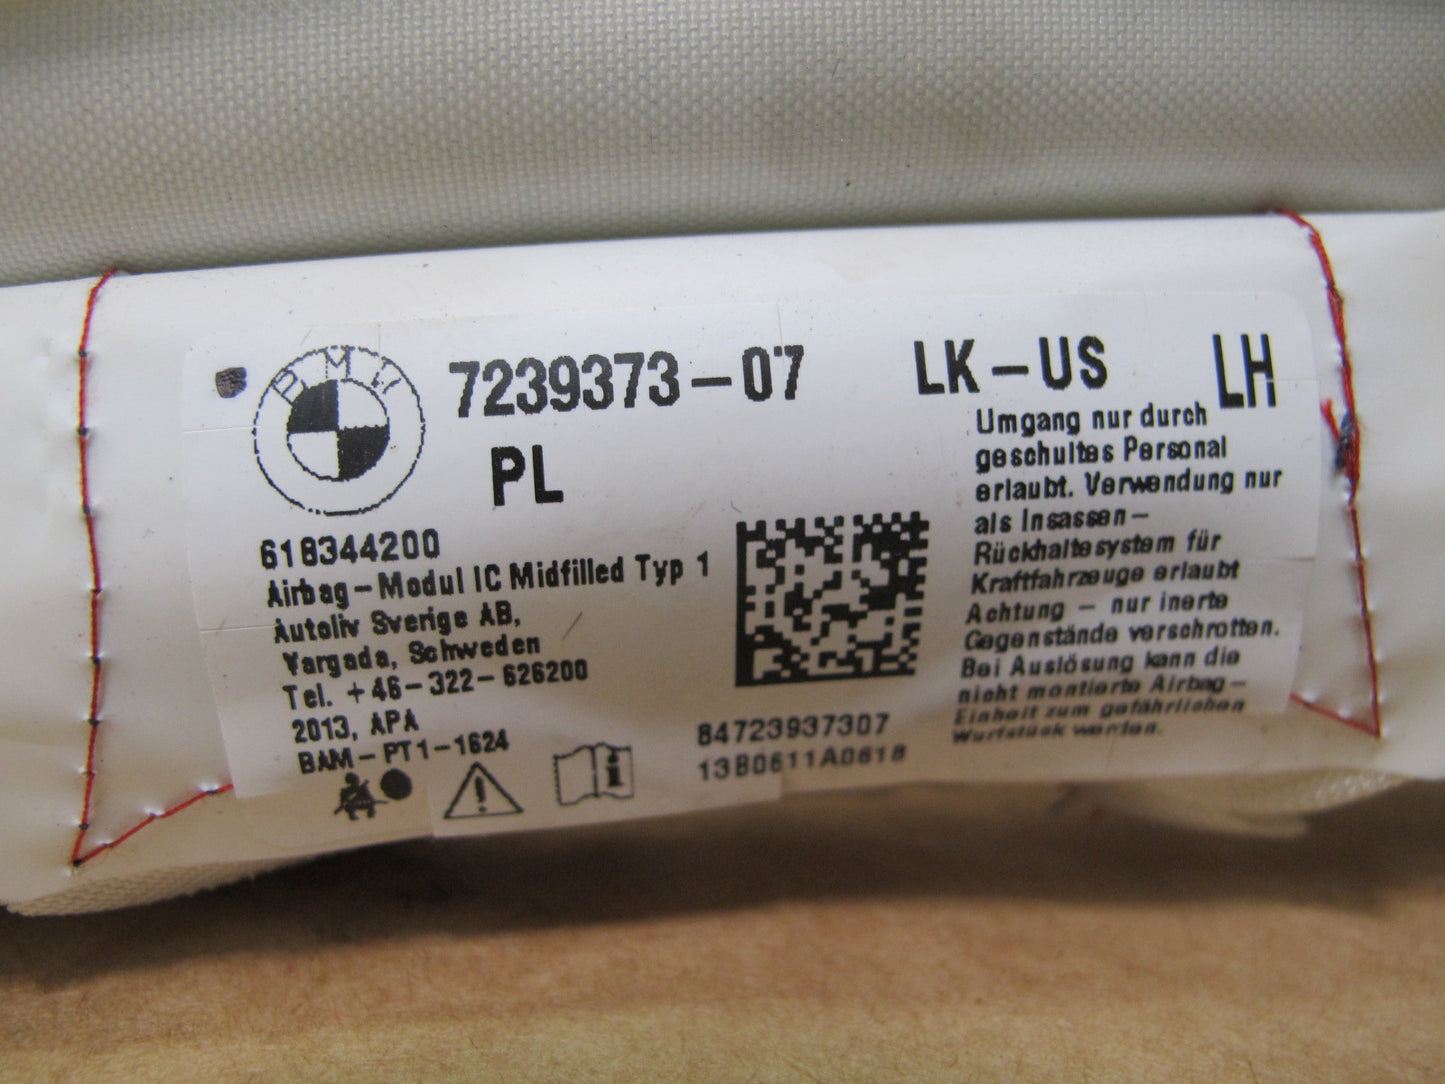 BMW
7239373-07
LK-US
LH
PL
618344200
Airbag-Modul IC Midfilled Typ 1
Autoliv Sverige AB,
Vargada, Schweden
Tel. +46-322-626200
2013, APA
BAM-PT1-1624
84723937307
13B0611A0618
Umgang nur durch
geschultes Personal
erlaubt. Verwendung nur
als Insassen-
Rückhaltesystem für
Kraftfahrzeuge erlaubt
Achtung - nur inerte
Gegenstände verschrotten.
Bei Auslösung kann die
nicht montierte Airbag-
Einheit zum gefährlichen
Wurfstück werden.